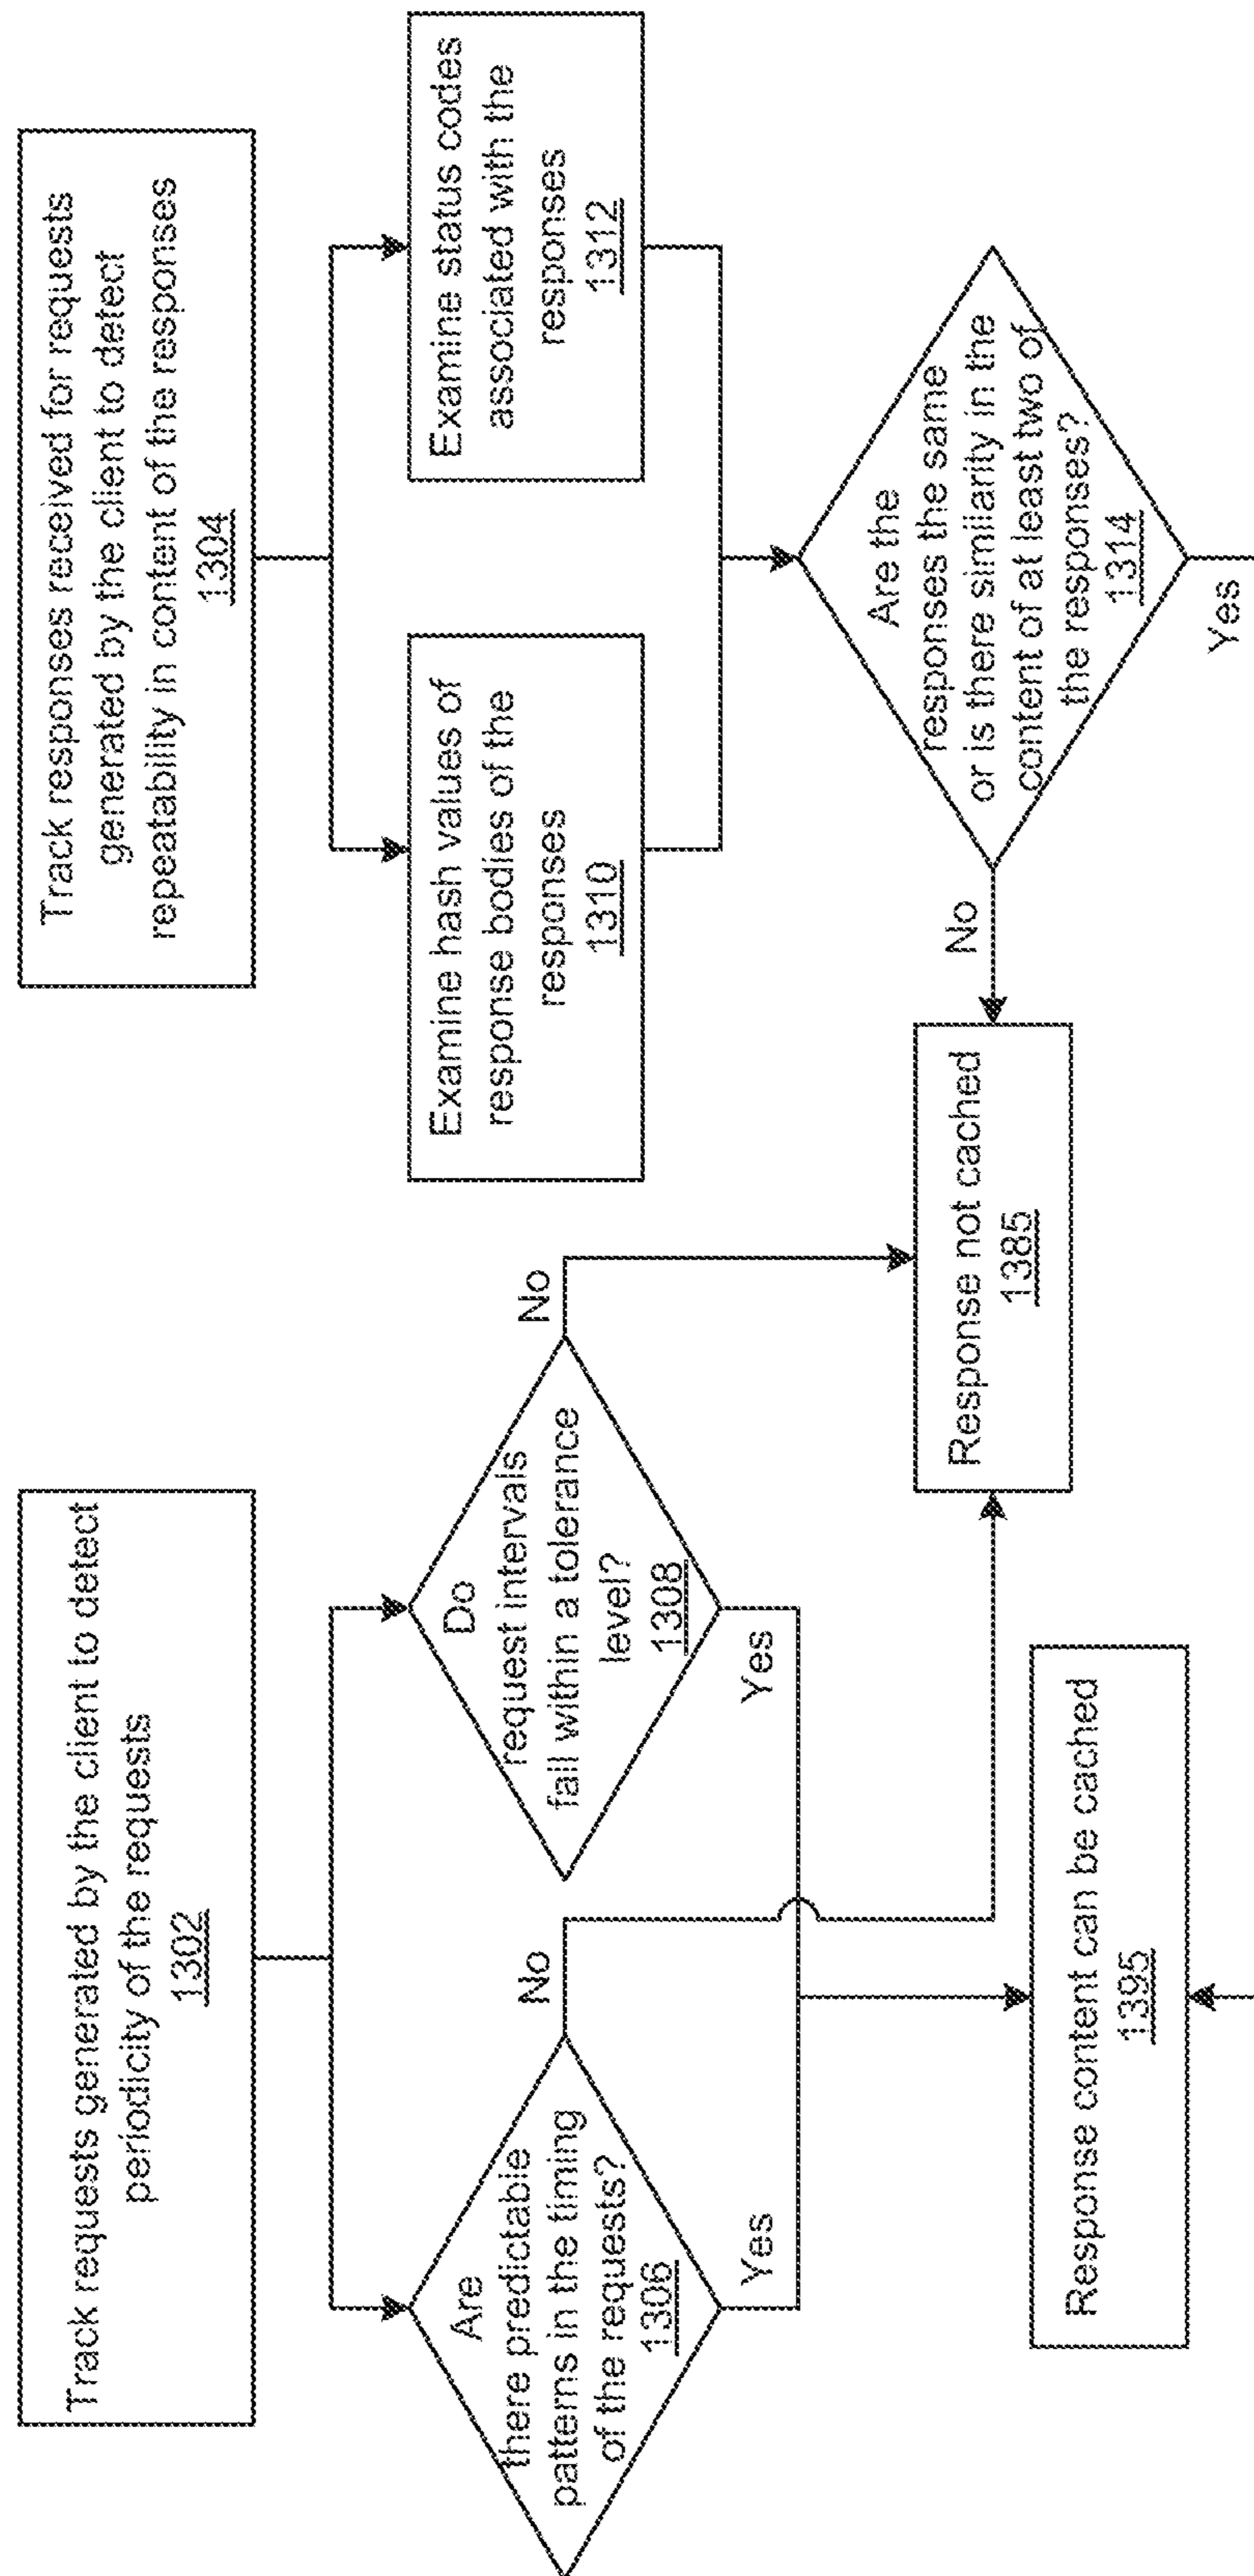 Track requests generated by the client to detect
periodicity of the requests
1302
Are
there predictable
patterns in the timing
of the requests?
1306
Yes
No
Do
request intervals
fall within a tolerance
level?
1308
Yes
No
Response content can be cached
1395
Response not cached
1385
Track responses received for requests
generated by the client to detect
repeatability in content of the responses
1304
Examine hash values of
response bodies of the
responses
1310
Examine status codes
associated with the
responses
1312
Are the
responses the same
or is there similarity in the
content of at least two of
the responses?
1314
No
Yes